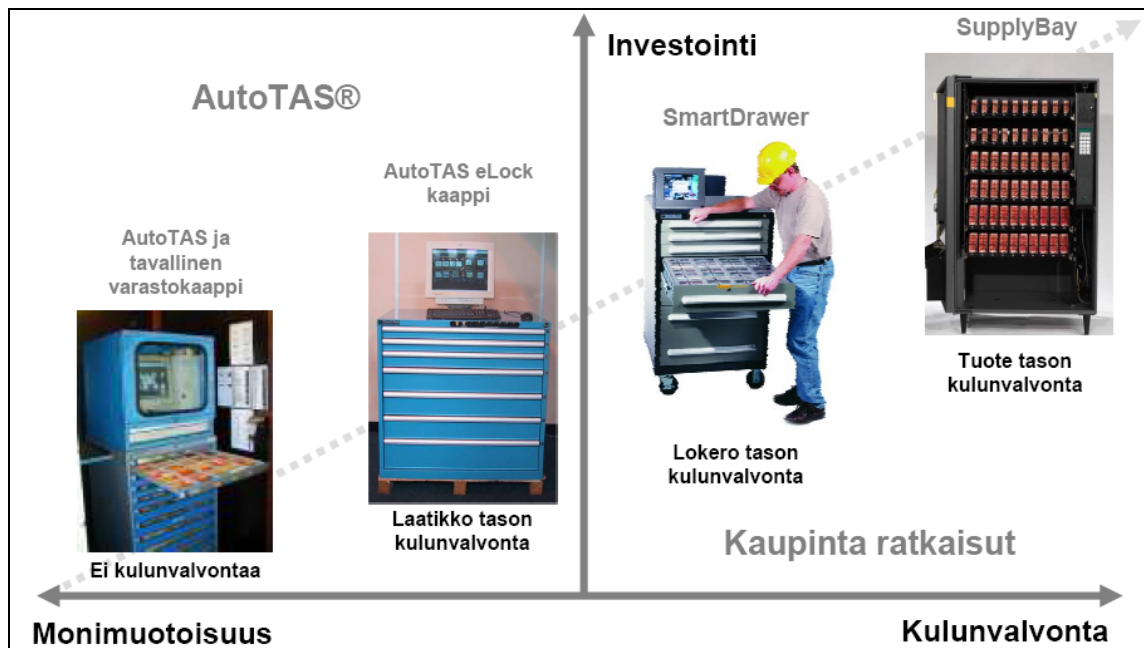 SupplyBay
Investointi
AutoTAS®
SmartDrawer
AutoTAS eLock
kaappi
AutoTAS ja
tavallinen
varastokaappi
Tuote tason
kulunvalvonta
Lokero tason
kulunvalvonta
Laatikko tason
kulunvalvonta
Kaupinta ratkaisut
Ei kulunvalvontaa
Monimuotoisuus
Kulunvalvonta